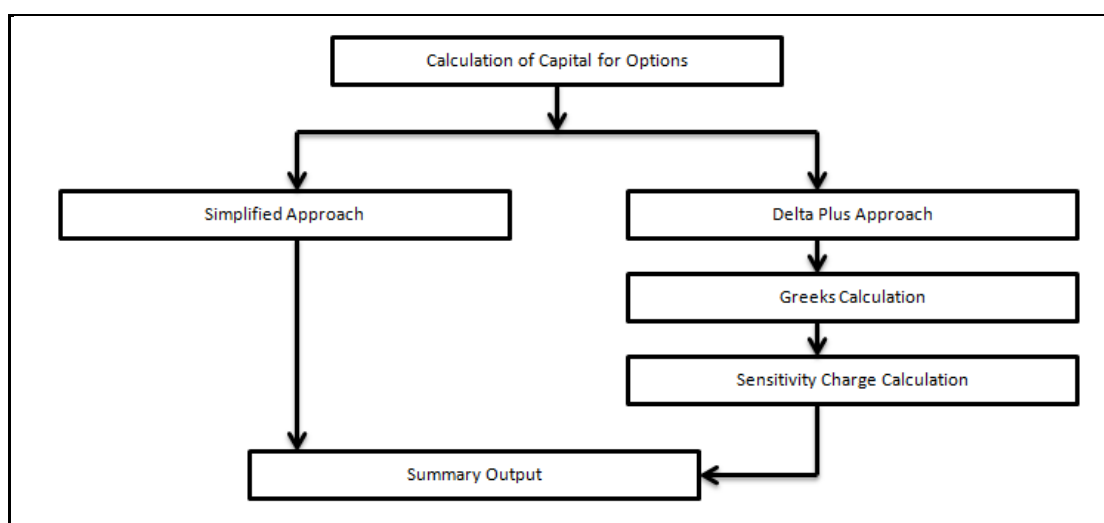 Calculation of Capital for Options
Simplified Approach
Delta Plus Approach
Greeks Calculation
Sensitivity Charge Calculation
Summary Output